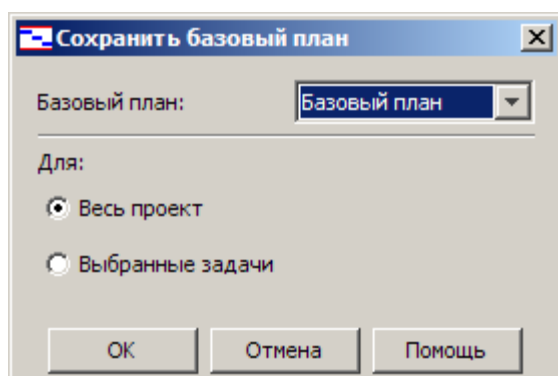 Сохранить базовый план
Базовый план: Базовый план
Для:
Весь проект
Выбранные задачи
ОК Отмена Помощь